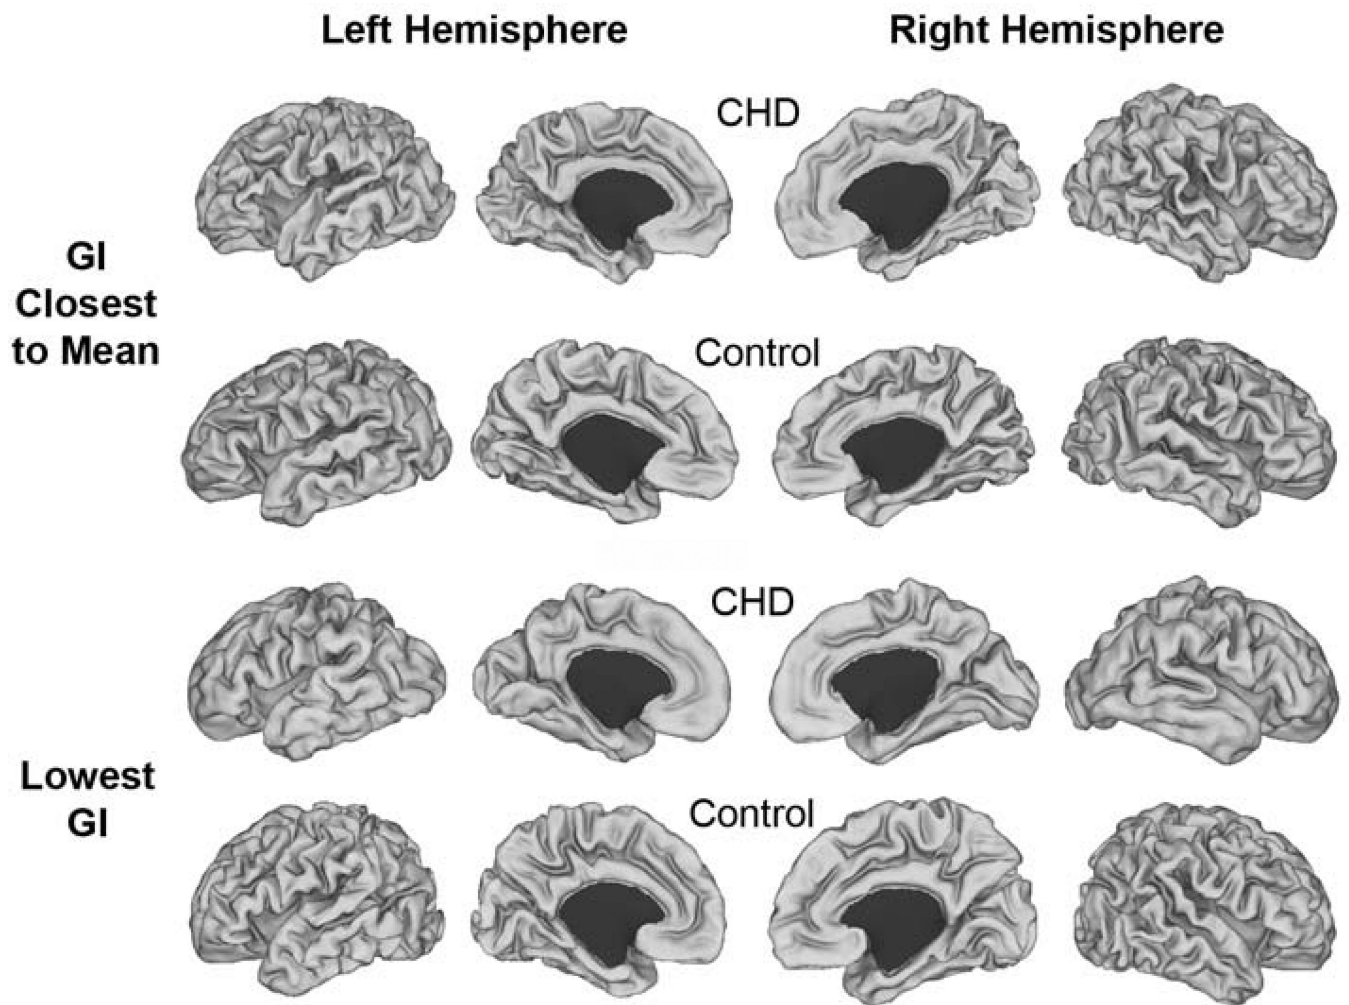 Left Hemisphere
Right Hemisphere
CHD
GI
Closest
to Mean
Control
CHD
Lowest
GI
Control